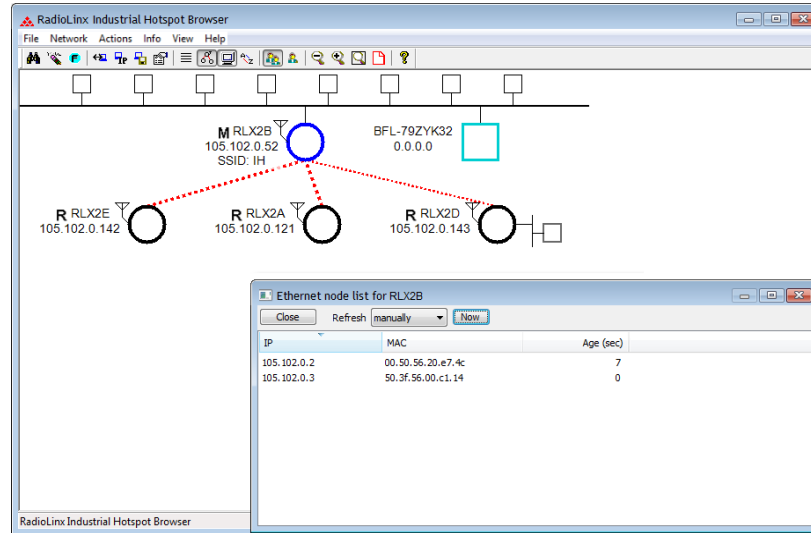 RadioLinx Industrial Hotspot Browser
File Network Actions Info View Help
M RLX2B
105.102.0.52
SSID: IH
BFL-79ZYK32
0.0.0.0
R RLX2E
105.102.0.142
R RLX2A
105.102.0.121
R RLX2D
105.102.0.143
Ethernet node list for RLX2B
Close Refresh manually Now
IP MAC Age (sec)
105.102.0.2 00.50.56.20.e7.4c 7
105.102.0.3 50.3f.56.00.c1.14 0
RadioLinx Industrial Hotspot Browser